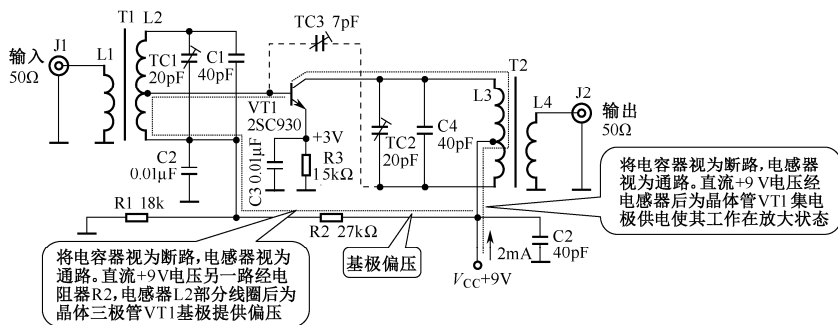 TC3 7pF
T1
L2
J1
输入
50Ω
L1
TC1
20pF
C1
40pF
VT1
2SC930
T2
L3
L4
J2
输出
50Ω
+3V
TC2
20pF
C4
40pF
C2
0.01μF
C3 0.01μF
R3
15kΩ
R1 18k
R2 27kΩ
基极偏压
2mA
VCC+9V
C2
40pF
将电容器视为断路,电感器
视为通路。直流+9 V电压经
电感器后为晶体管VT1 集电
极供电使其工作在放大状态
将电容器视为断路,电感器视为
通路。直流+9V电压另一路经电
阻器R2,电感器L2部分线圈后为
晶体三极管VT1基极提供偏压